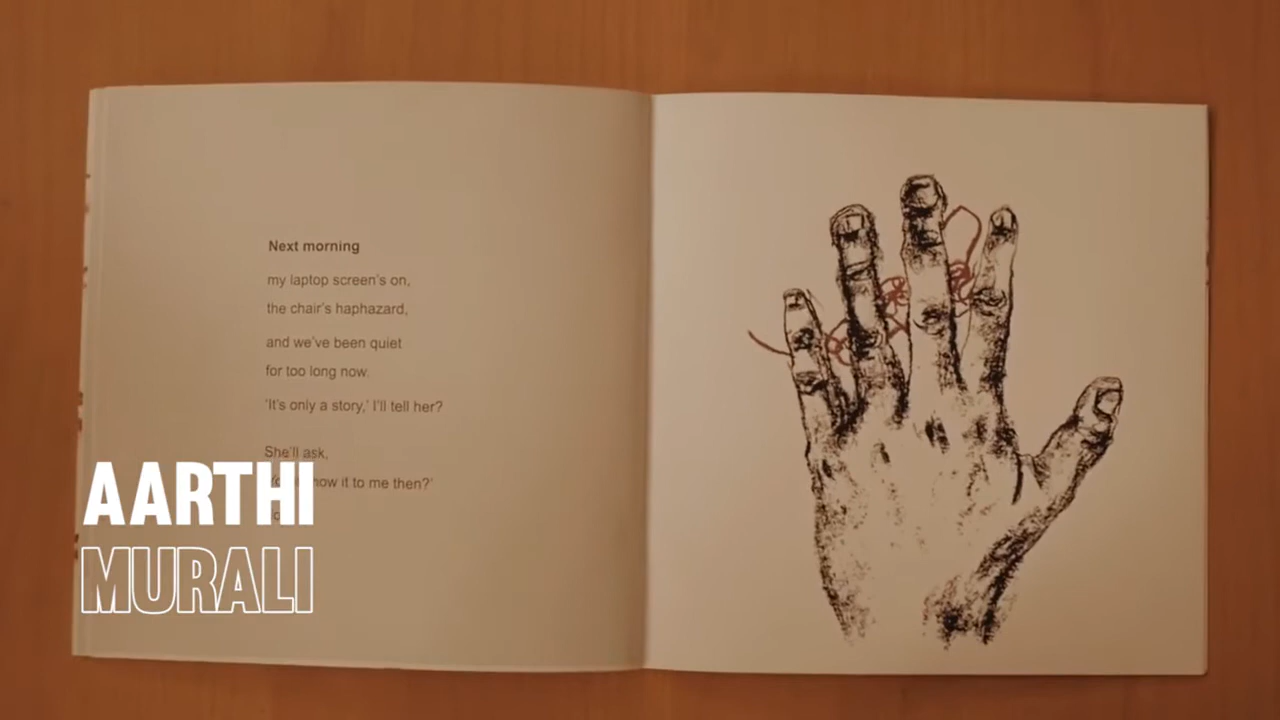 Next morning
my laptop screen's on,
the chair's haphazard,
and we've been quiet
for too long now.
'It's only a story,' I'll tell her?
She'll ask,
it to me then?'
AARTHI
MURALI